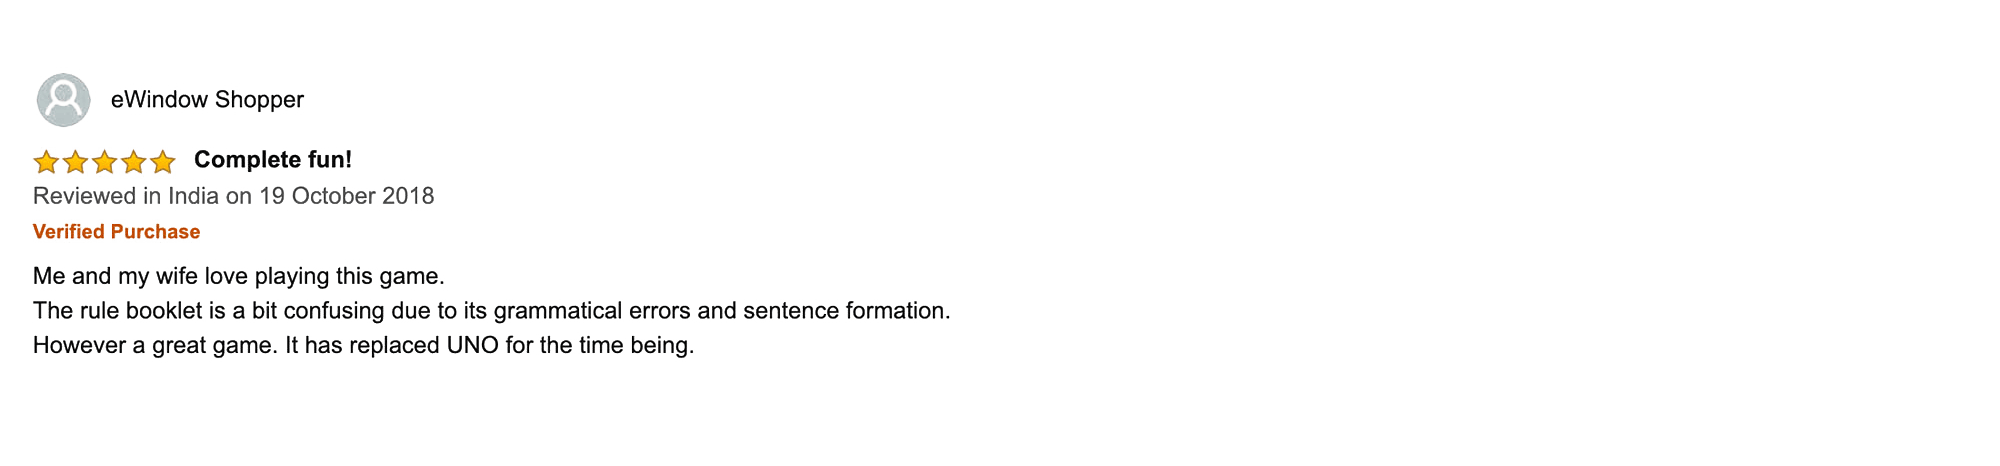 eWindow Shopper
Complete fun!
Reviewed in India on 19 October 2018
Verified Purchase
Me and my wife love playing this game.
The rule booklet is a bit confusing due to its grammatical errors and sentence formation.
However a great game. It has replaced UNO for the time being.